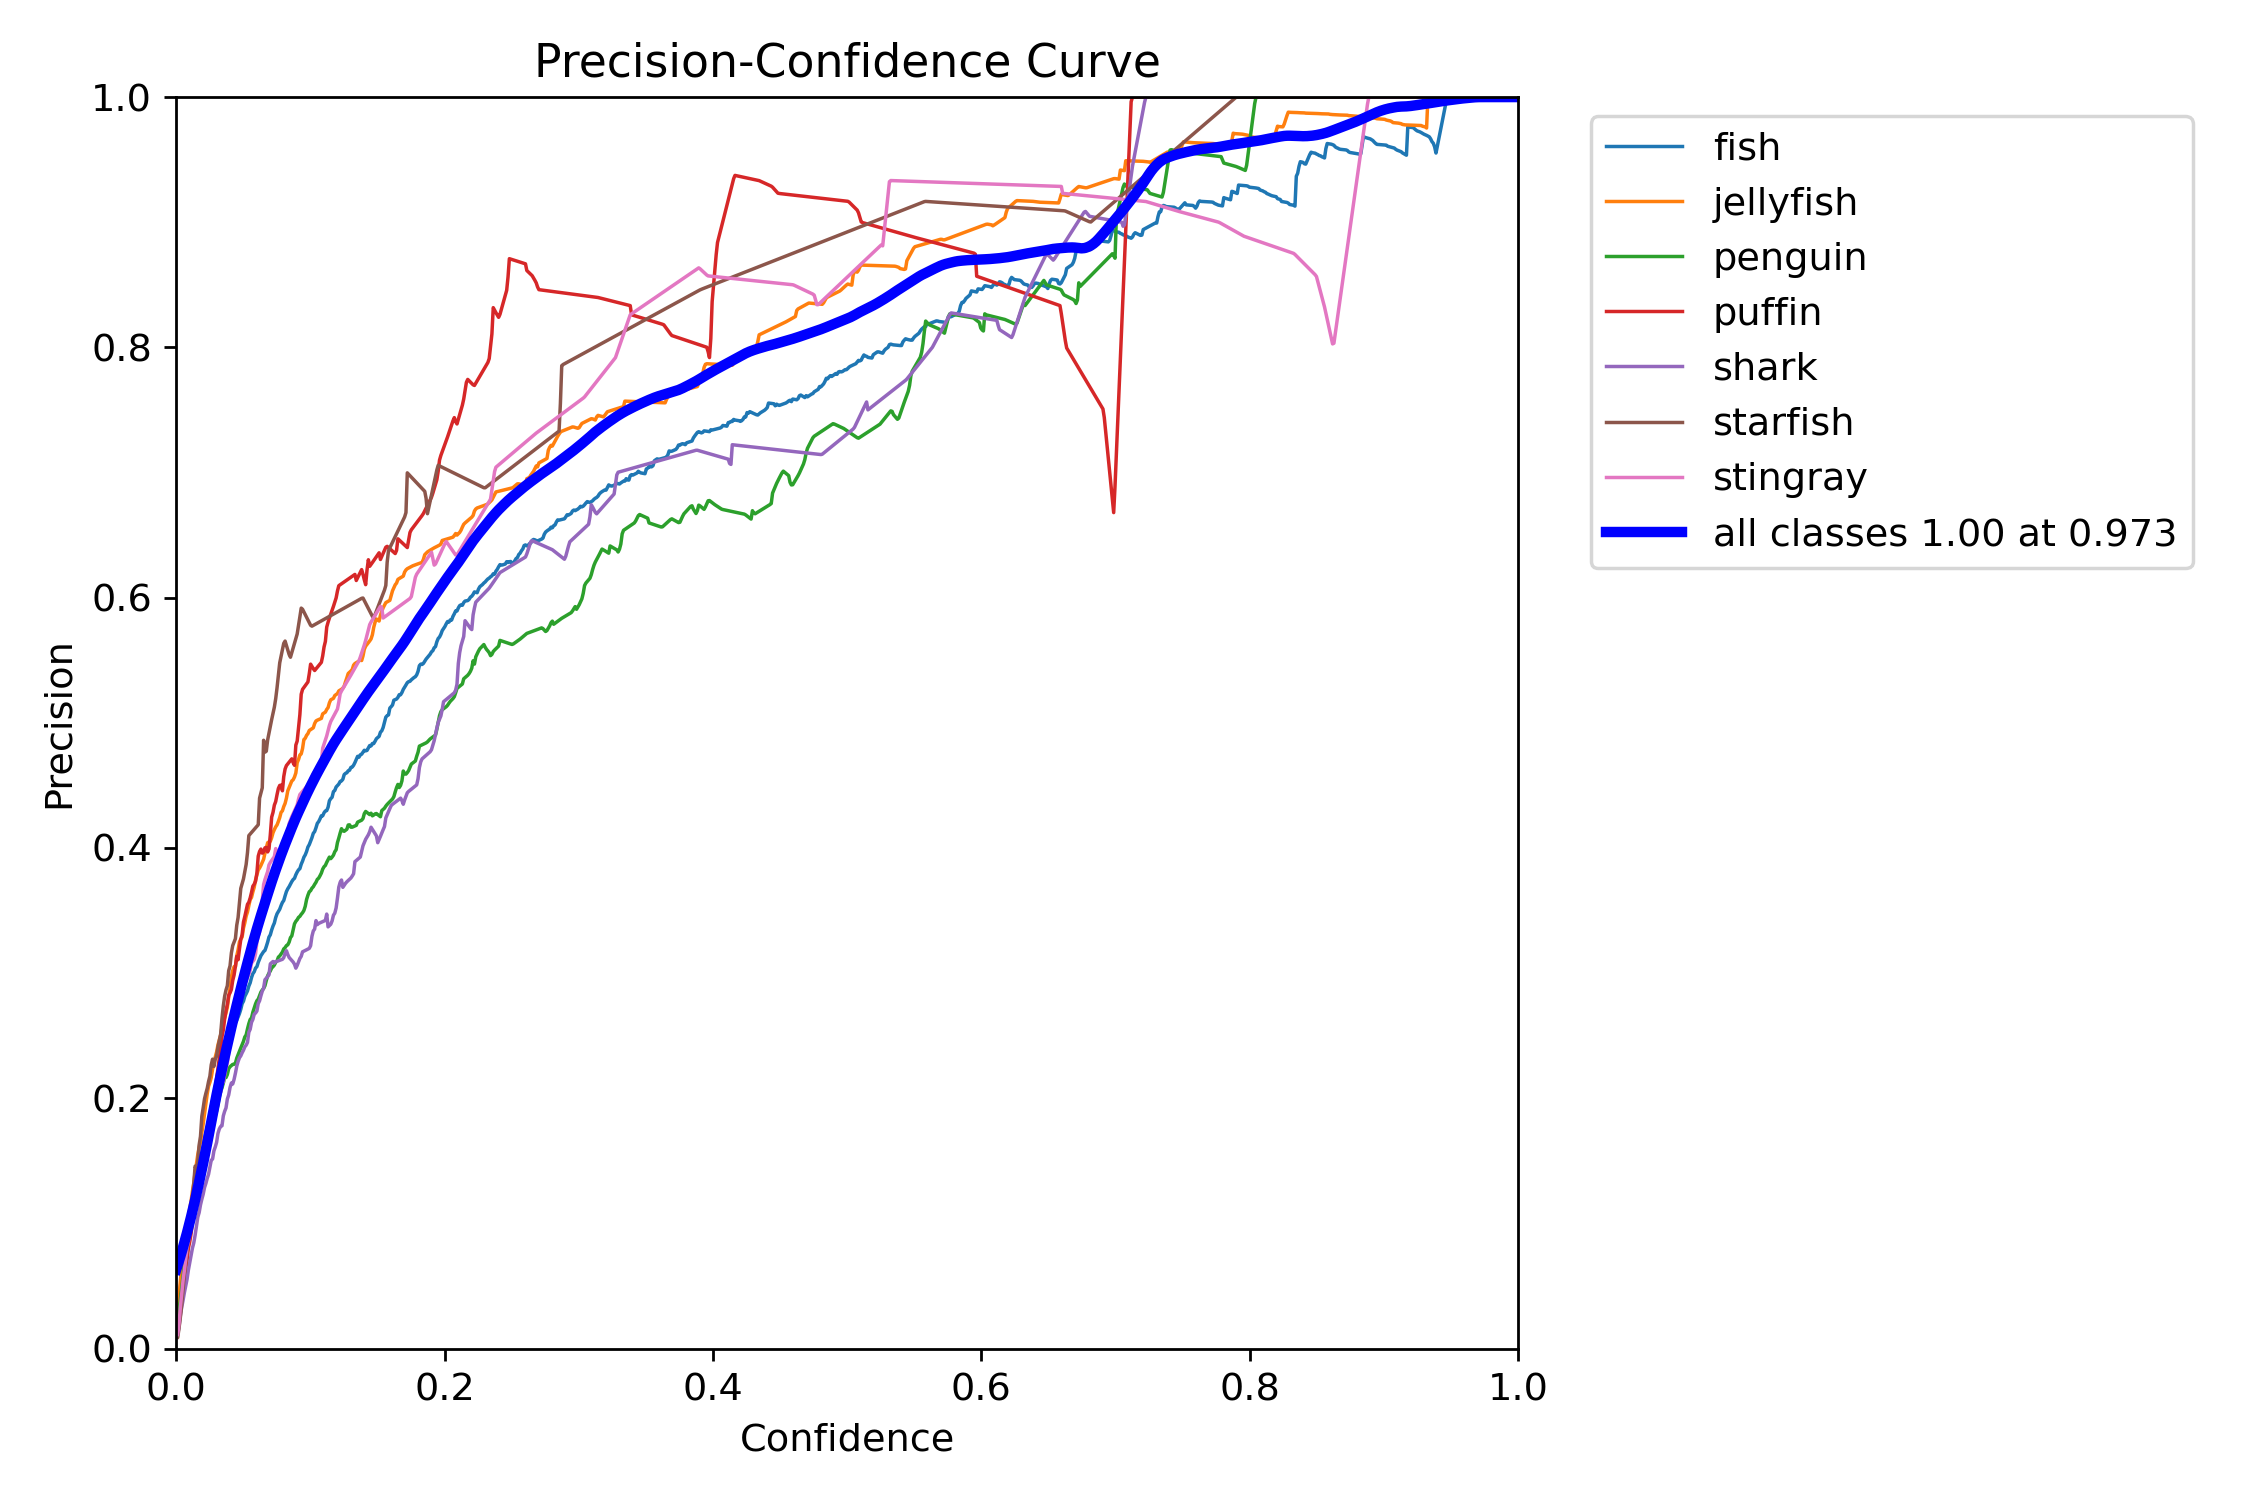 Precision-Confidence Curve
1.0
0.8
0.6
0.4
0.2
0.0
Precision
0.0 0.2 0.4 0.6 0.8 1.0
Confidence
fish
jellyfish
penguin
puffin
shark
starfish
stingray
all classes 1.00 at 0.973